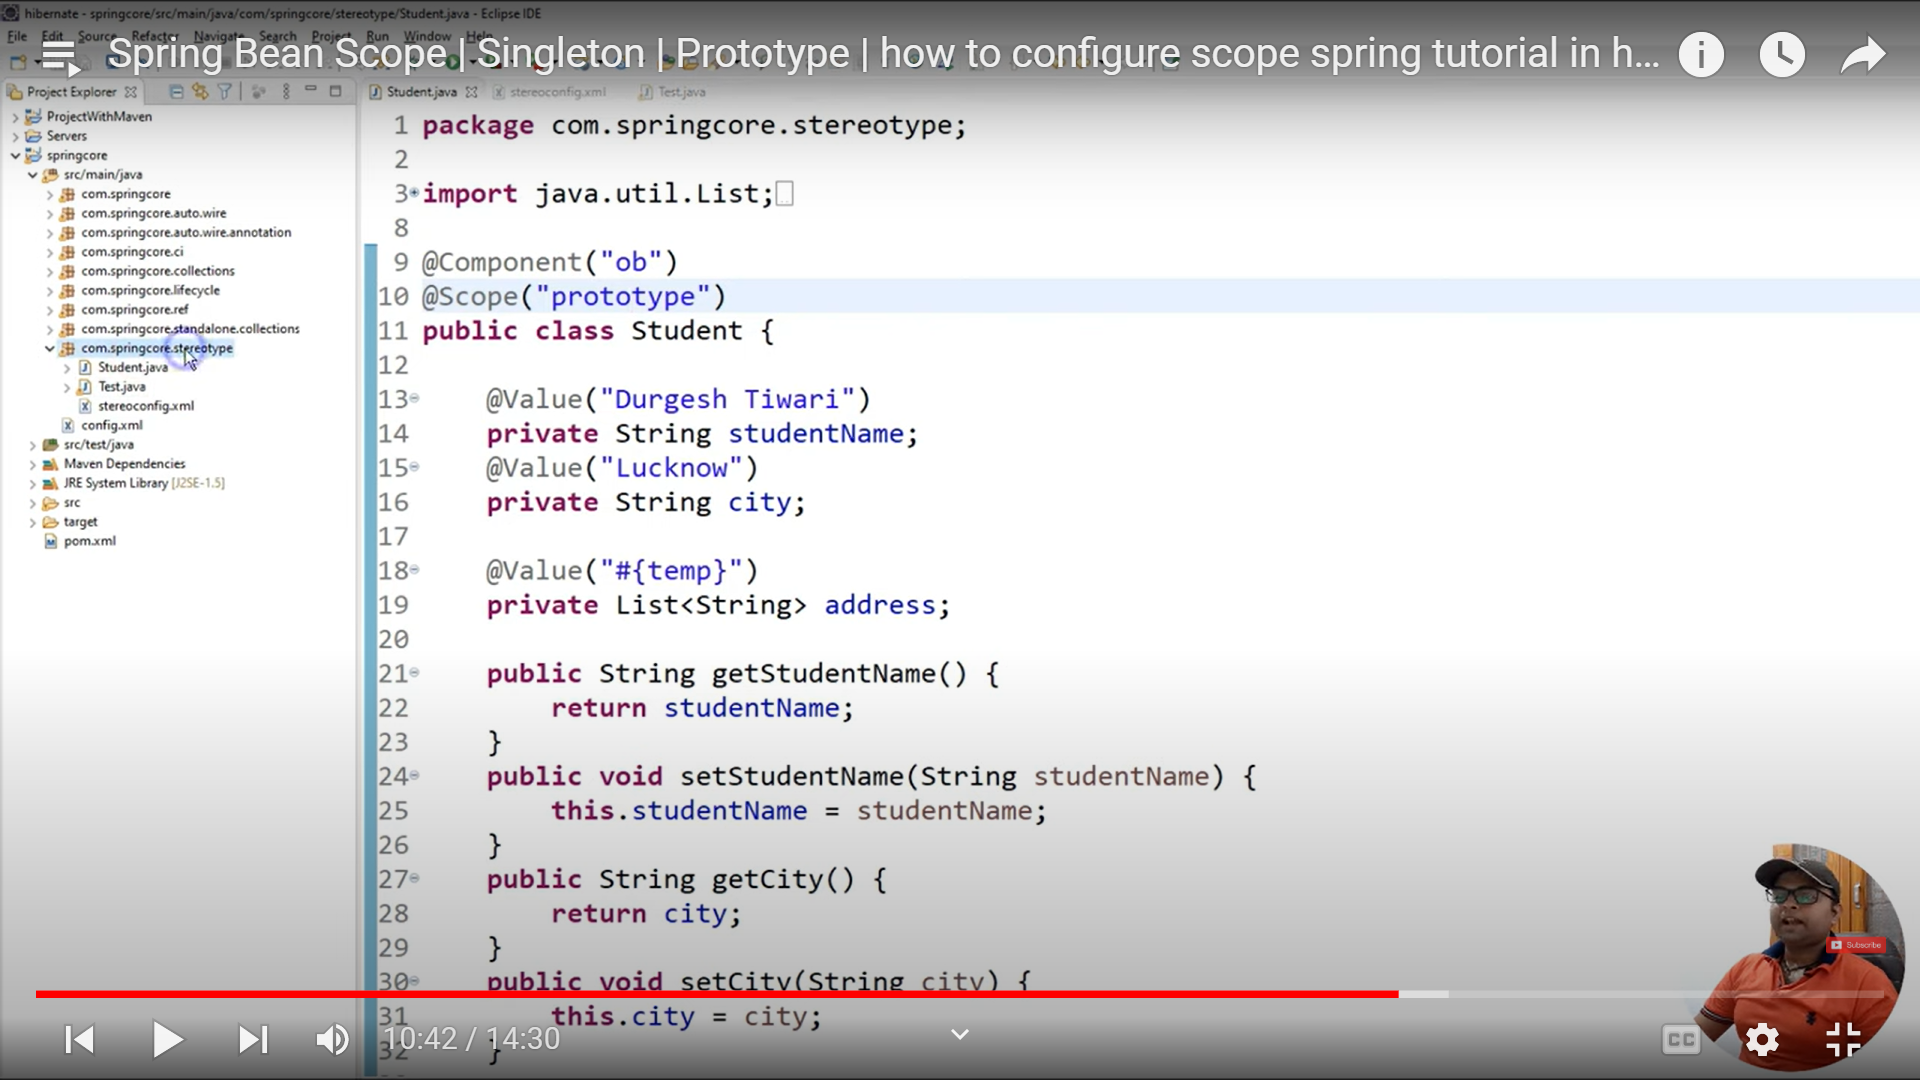 hibernate - springcore/src/main/java/com/springcore/stereotype/Student.java - Eclipse IDE
File Edit Source Refactor Navigate Search Project Run Window Help
Spring Bean Scope | Singleton | Prototype | how to configure scope spring tutorial in h...
Project Explorer
Student.java stereoconfig.xml Test.java
ProjectWithMaven
Servers
springcore
src/main/java
com.springcore
com.springcore.auto.wire
com.springcore.auto.wire.annotation
com.springcore.ci
com.springcore.collections
com.springcore.lifecycle
com.springcore.ref
com.springcore.standalone.collections
com.springcore.stereotype
Student.java
Test.java
stereoconfig.xml
config.xml
src/test/java
Maven Dependencies
JRE System Library [J2SE-1.5]
src
target
pom.xml
1 package com.springcore.stereotype;
2
3 import java.util.List;
8
9 @Component("ob")
10 @Scope("prototype")
11 public class Student {
12
13 @Value("Durgesh Tiwari")
14 private String studentName;
15 @Value("Lucknow")
16 private String city;
17
18 @Value("#{temp}")
19 private List<String> address;
20
21 public String getStudentName() {
22 return studentName;
23 }
24 public void setStudentName(String studentName) {
25 this.studentName = studentName;
26 }
27 public String getCity() {
28 return city;
29 }
30 public void setCity(String city) {
31 this.city = city;
32 }
Subscribe
10:42 / 14:30
CC